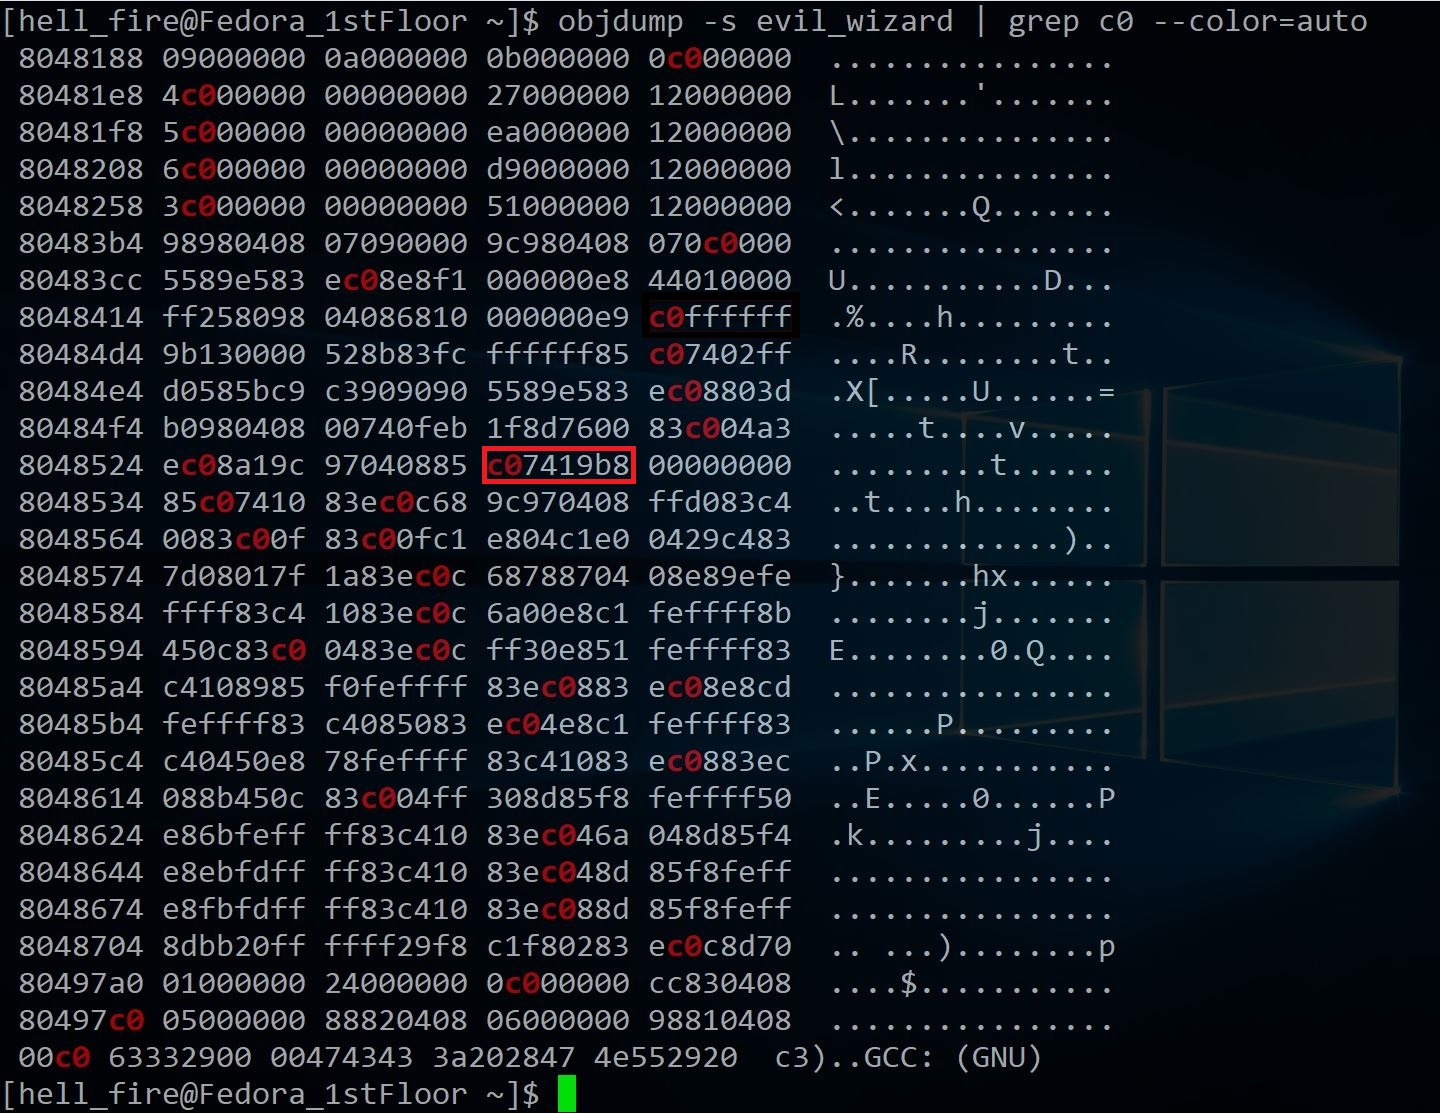 [hell_fire@Fedora_1stFloor ~]$ objdump -s evil_wizard | grep c0 --color=auto
8048188 09000000 0a000000 0b000000 0c000000  ................
80481e8 4c000000 00000000 27000000 12000000  L.......'.......
80481f8 5c000000 00000000 ea000000 12000000  \...............
8048208 6c000000 00000000 d9000000 12000000  l...............
8048258 3c000000 00000000 51000000 12000000  <.......Q.......
80483b4 98980408 07090000 9c980408 070c0000  ................
80483cc 5589e583 ec08e8f1 000000e8 44010000  U...........D...
8048414 ff258098 04086810 000000e9 c0ffffff  .%....h.........
80484d4 9b130000 528b83fc ffffff85 c07402ff  ....R........t..
80484e4 d0585bc9 c3909090 5589e583 ec08803d  .X[.....U......=
80484f4 b0980408 00740feb 1f8d7600 83c004a3  .....t....v.....
8048524 ec08a19c 97040885 c07419b8 00000000  .........t......
8048534 85c07410 83ec0c68 9c970408 ffd083c4  ..t....h........
8048564 0083c00f 83c00fc1 e804c1e0 0429c483  .............)..
8048574 7d08017f 1a83ec0c 68788704 08e89efe  }.......hx......
8048584 ffff83c4 1083ec0c 6a00e8c1 feffff8b  ........j.......
8048594 450c83c0 0483ec0c ff30e851 feffff83  E........0.Q....
80485a4 c4108985 f0feffff 83ec0883 ec08e8cd  ................
80485b4 feffff83 c4085083 ec04e8c1 feffff83  ......P.........
80485c4 c40450e8 78feffff 83c41083 ec0883ec  ..P.x...........
8048614 088b450c 83c004ff 308d85f8 feffff50  ..E.....0......P
8048624 e86bfeff ff83c410 83ec046a 048d85f4  .k.........j....
8048644 e8ebfdff ff83c410 83ec048d 85f8feff  ................
8048674 e8fbfdff ff83c410 83ec088d 85f8feff  ................
8048704 8dbb20ff ffff29f8 c1f80283 ec0c8d70  .. ...)........p
80497a0 01000000 24000000 0c000000 cc830408  ....$...........
80497c0 05000000 88820408 06000000 98810408  ................
00c0 63332900 00474343 3a202847 4e552920  c3)..GCC: (GNU)
[hell_fire@Fedora_1stFloor ~]$